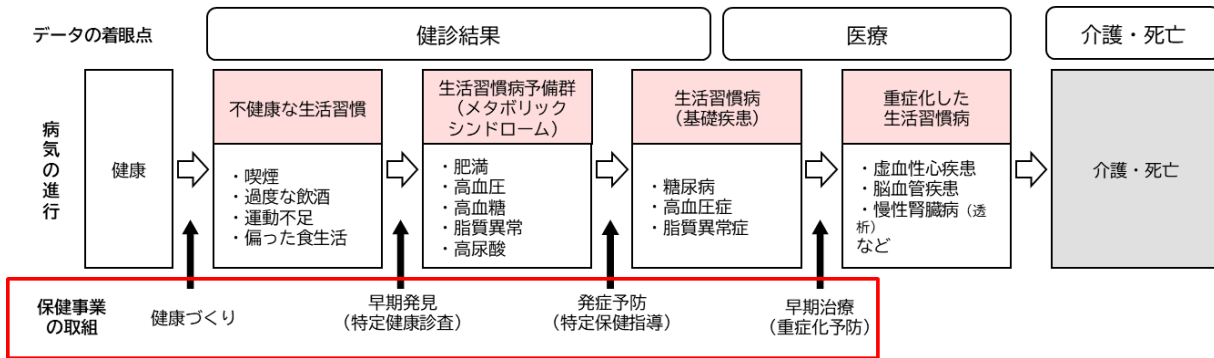 データの着眼点
健診結果
医療
介護・死亡
病気の進行
健康
不健康な生活習慣
・喫煙
・過度な飲酒
・運動不足
・偏った食生活
生活習慣病予備群
（メタボリック
シンドローム）
・肥満
・高血圧
・高血糖
・脂質異常
・高尿酸
生活習慣病
（基礎疾患）
・糖尿病
・高血圧症
・脂質異常症
重症化した
生活習慣病
・虚血性心疾患
・脳血管疾患
・慢性腎臓病（透
析）
など
介護・死亡
保健事業
の取組
健康づくり
早期発見
（特定健康診査）
発症予防
（特定保健指導）
早期治療
（重症化予防）